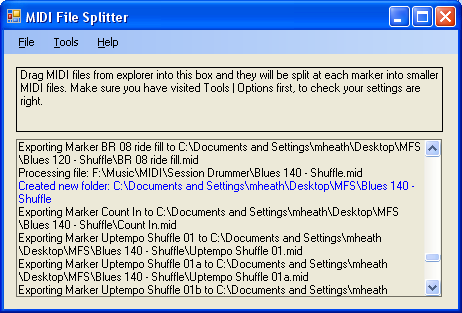 MIDI File Splitter
File Tools Help
Drag MIDI files from explorer into this box and they will be split at each marker into smaller
MIDI files. Make sure you have visited Tools | Options first, to check your settings are
right.
Exporting Marker BR 08 ride fill to C:\Documents and Settings\mheath\Desktop\MFS
\Blues 120 - Shuffle\BR 08 ride fill.mid
Processing file: F:\Music\MIDI\Session Drummer\Blues 140 - Shuffle.mid
Created new folder: C:\Documents and Settings\mheath\Desktop\MFS\Blues 140 -
Shuffle
Exporting Marker Count In to C:\Documents and Settings\mheath\Desktop\MFS
\Blues 140 - Shuffle\Count In.mid
Exporting Marker Uptempo Shuffle 01 to C:\Documents and Settings\mheath
\Desktop\MFS\Blues 140 - Shuffle\Uptempo Shuffle 01.mid
Exporting Marker Uptempo Shuffle 01a to C:\Documents and Settings\mheath
\Desktop\MFS\Blues 140 - Shuffle\Uptempo Shuffle 01a.mid
Exporting Marker Uptempo Shuffle 01b to C:\Documents and Settings\mheath